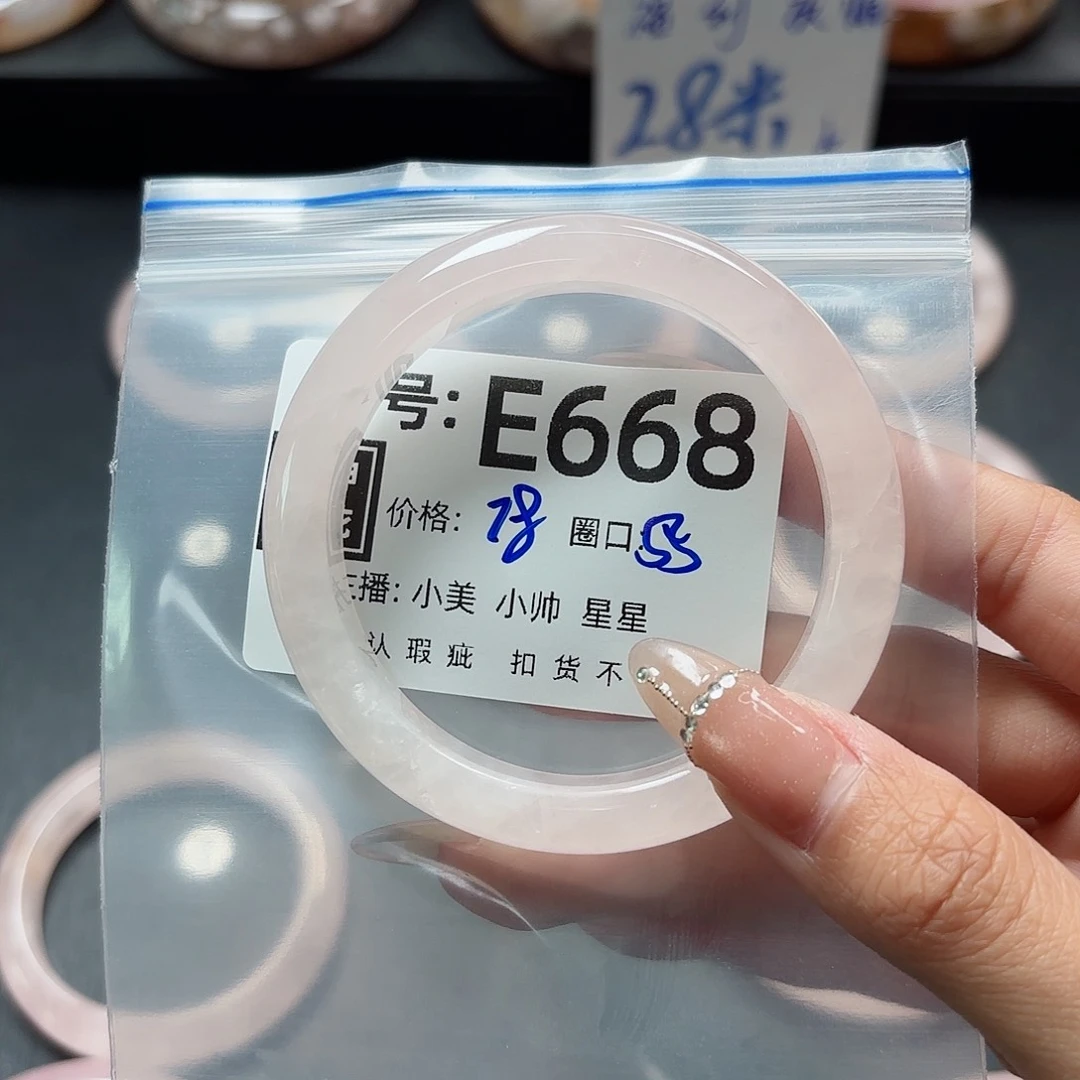 28米
号: E668
价格: 78 圈口: 55
主播: 小美 小帅 星星
认 瑕 疵 扣 货 不